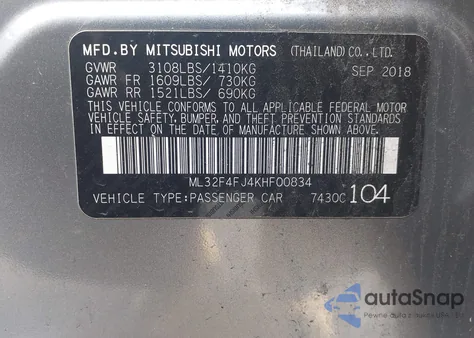 MFD.BY MITSUBISHI MOTORS (THAILAND) CO.,LTD.
GVWR 3108LBS/1410KG SEP 2018
GAWR FR 1609LBS/ 730KG
GAWR RR 1521LBS/ 690KG
THIS VEHICLE CONFORMS TO ALL APPLICABLE FEDERAL MOTOR
VEHICLE SAFETY, BUMPER, AND THEFT PREVENTION STANDARDS
IN EFFECT ON THE DATE OF MANUFACTURE SHOWN ABOVE.
ML32F4FJ4KHF00834
VEHICLE TYPE:PASSENGER CAR 7430C 104
autoSnap